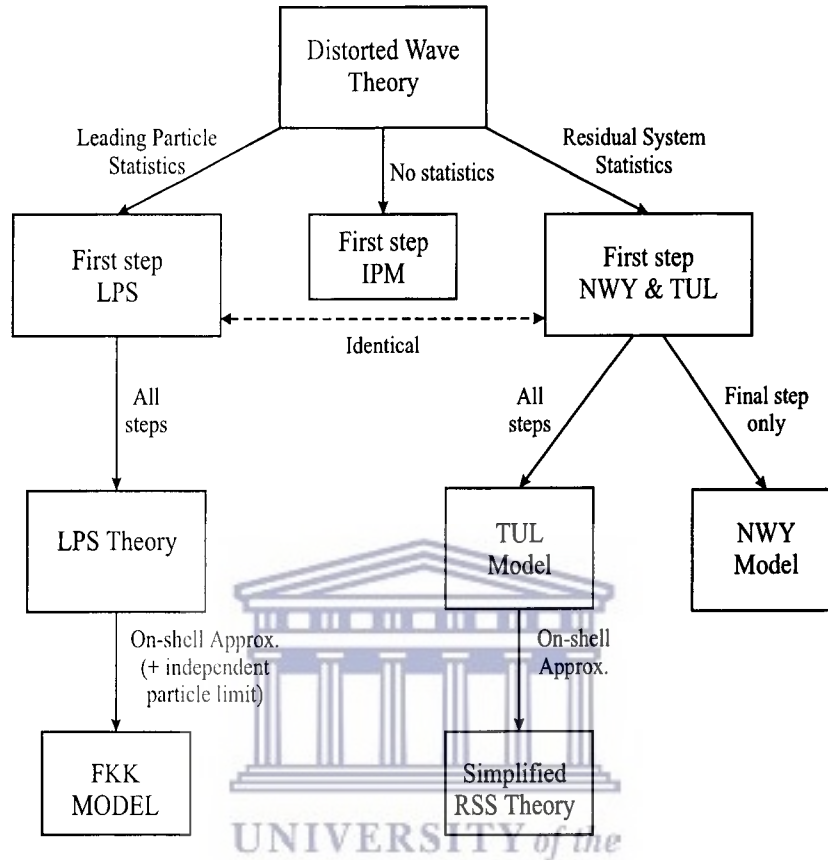 Distorted Wave
Theory
Leading Particle
Statistics
No statistics
Residual System
Statistics
First step
LPS
First step
IPM
First step
NWY & TUL
Identical
All
steps
All
steps
Final step
only
LPS Theory
TUL
Model
NWY
Model
On-shell Approx.
(+ independent
particle limit)
On-shell
Approx.
FKK
MODEL
Simplified
RSS Theory
UNIVERSITY of the